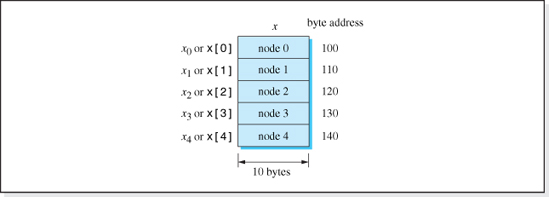 x byte address
x0 or x[0] node 0 100
x1 or x[1] node 1 110
x2 or x[2] node 2 120
x3 or x[3] node 3 130
x4 or x[4] node 4 140
10 bytes